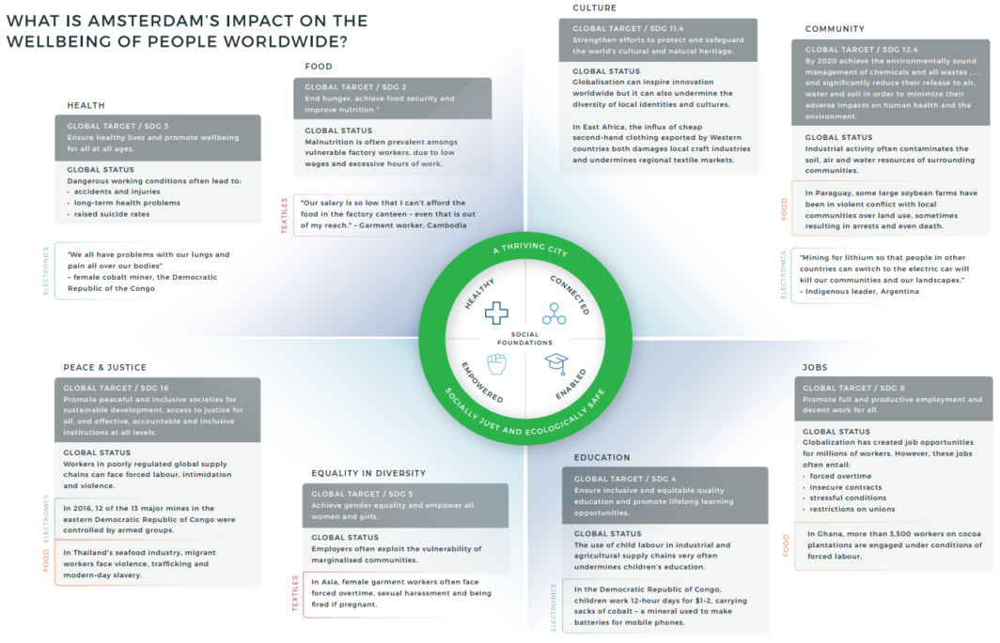 WHAT IS AMSTERDAM'S IMPACT ON THE
WELLBEING OF PEOPLE WORLDWIDE?
HEALTH
GLOBAL TARGET / SDG 3
Ensure healthy lives and promote wellbeing
for all at all ages.
GLOBAL STATUS
Dangerous working conditions often lead to:
• accidents and injuries
• long-term health problems
• raised suicide rates
ELECTRONICS
"We all have problems with our lungs and
pain all over our bodies"
– female cobalt miner, the Democratic
Republic of the Congo
FOOD
GLOBAL TARGET / SDG 2
End hunger, achieve food security and
improve nutrition."
GLOBAL STATUS
Malnutrition is often prevalent amongs
vulnerable factory workers, due to low
wages and excessive hours of work.
TEXTILES
"Our salary is so low that I can't afford the
food in the factory canteen - even that is out
of my reach." - Garment worker, Cambodia
CULTURE
GLOBAL TARGET / SDG 11.4
Strengthen efforts to protect and safeguard
the world's cultural and natural heritage.
GLOBAL STATUS
Globalisation can inspire innovation
worldwide but it can also undermine the
diversity of local identities and cultures.
In East Africa, the influx of cheap
second-hand clothing exported by Western
countries both damages local craft industries
and undermines regional textile markets.
COMMUNITY
GLOBAL TARGET / SDG 12.4
By 2020 achieve the environmentally sound
management of chemicals and all wastes . . .
and significantly reduce their release to air,
water and soil in order to minimize their
adverse impacts on human health and the
environment.
GLOBAL STATUS
Industrial activity often contaminates the
soil, air and water resources of surrounding
communities.
FOOD
In Paraguay, some large soybean farms have
been in violent conflict with local
communities over land use, sometimes
resulting in arrests and even death.
ELECTRONICS
"Mining for lithium so that people in other
countries can switch to the electric car will
kill our communities and our landscapes."
– Indigenous leader, Argentina
A THRIVING CITY
HEALTHY
CONNECTED
SOCIAL
FOUNDATIONS
EMPOWERED
ENABLED
SOCIALLY JUST AND ECOLOGICALLY SAFE
PEACE & JUSTICE
GLOBAL TARGET / SDG 16
Promote peaceful and inclusive societies for
sustainable development, access to justice for
all, and effective, accountable and inclusive
institutions at all levels.
GLOBAL STATUS
Workers in poorly regulated global supply
chains can face forced labour, intimidation
and violence.
ELECTRONICS
In 2016, 12 of the 13 major mines in the
eastern Democratic Republic of Congo were
controlled by armed groups.
FOOD
In Thailand's seafood industry, migrant
workers face violence, trafficking and
modern-day slavery.
EQUALITY IN DIVERSITY
GLOBAL TARGET / SDG 5
Achieve gender equality and empower all
women and girls.
GLOBAL STATUS
Employers often exploit the vulnerability of
marginalised communities.
TEXTILES
In Asia, female garment workers often face
forced overtime, sexual harassment and being
fired if pregnant.
EDUCATION
GLOBAL TARGET / SDG 4
Ensure inclusive and equitable quality
education and promote lifelong learning
opportunities.
GLOBAL STATUS
The use of child labour in industrial and
agricultural supply chains very often
undermines children's education.
ELECTRONICS
In the Democratic Republic of Congo,
children work 12-hour days for $1-2, carrying
sacks of cobalt – a mineral used to make
batteries for mobile phones.
JOBS
GLOBAL TARGET / SDG 8
Promote full and productive employment and
decent work for all.
GLOBAL STATUS
Globalization has created job opportunities
for millions of workers. However, these jobs
often entail:
• forced overtime
• insecure contracts
• stressful conditions
• restrictions on unions
FOOD
In Ghana, more than 3,500 workers on cocoa
plantations are engaged under conditions of
forced labour.